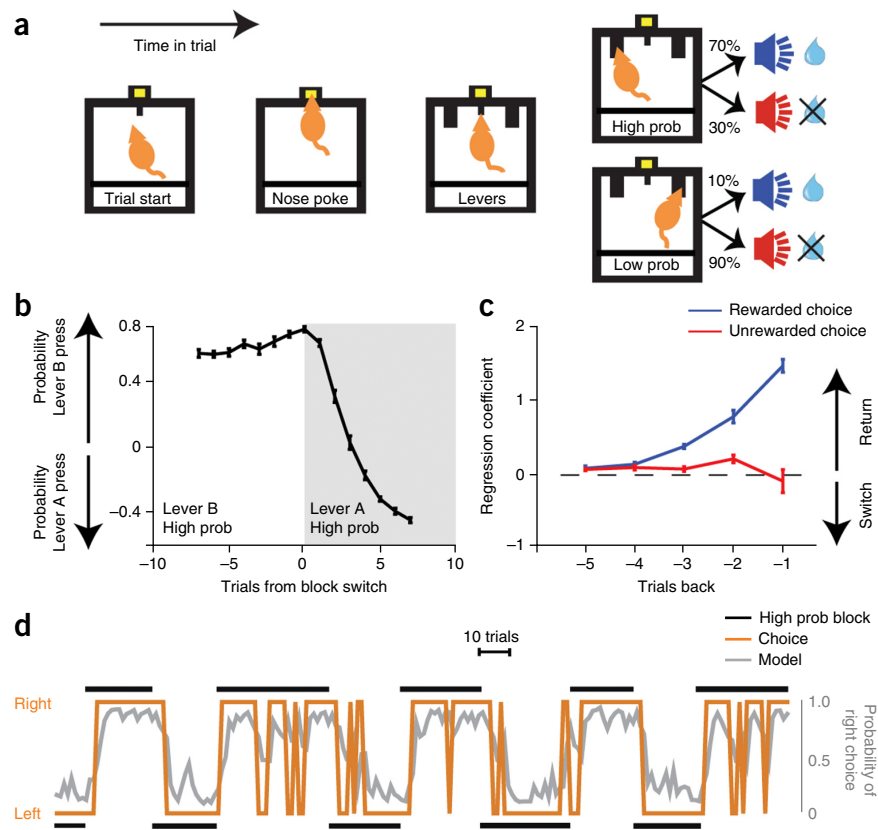 a
Time in trial
Trial start
Nose poke
Levers
70%
30%
High prob
10%
90%
Low prob
b
Probability
Lever B press
Probability
Lever A press
0.8
0.4
0
−0.4
Lever B
High prob
Lever A
High prob
−10
−5
0
5
10
Trials from block switch
c
Rewarded choice
Unrewarded choice
Regression coefficient
2
1
0
−1
−5
−4
−3
−2
−1
Trials back
Return
Switch
d
10 trials
High prob block
Choice
Model
Right
Left
1.0
0.5
0
Probability of
right choice